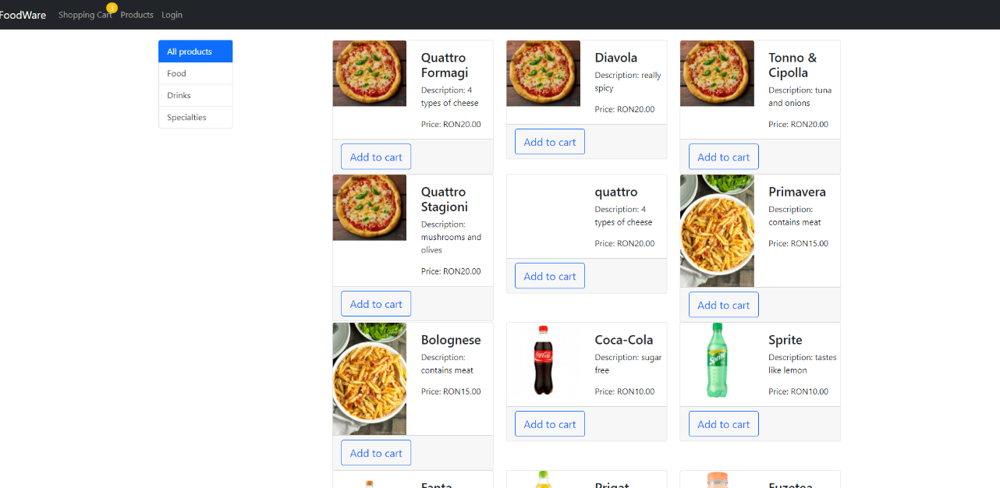 FoodWare
Shopping Cart
3
Products
Login
All products
Food
Drinks
Specialties
Quattro
Formagi
Description: 4
types of cheese
Price: RON20.00
Add to cart
Diavola
Description: really
spicy
Price: RON20.00
Add to cart
Tonno &
Cipolla
Description: tuna
and onions
Price: RON20.00
Add to cart
Quattro
Stagioni
Description:
mushrooms and
olives
Price: RON20.00
Add to cart
quattro
Description: 4
types of cheese
Price: RON20.00
Add to cart
Primavera
Description:
contains meat
Price: RON15.00
Add to cart
Bolognese
Description:
contains meat
Price: RON15.00
Add to cart
Coca-Cola
Coca-Cola
Description: sugar
free
Price: RON10.00
Add to cart
Sprite
Sprite
Description: tastes
like lemon
Price: RON10.00
Add to cart
Fanta
Prigat
Fuzetea